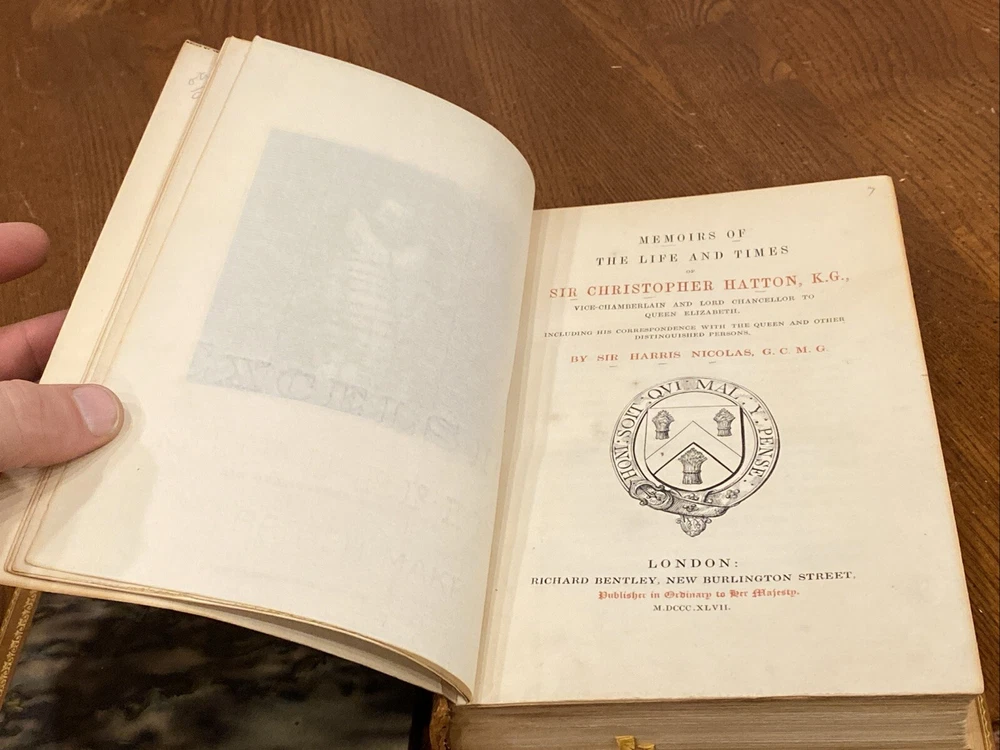 MEMOIRS OF
THE LIFE AND TIMES
OF
SIR CHRISTOPHER HATTON, K.G.,
VICE-CHAMBERLAIN AND LORD CHANCELLOR TO
QUEEN ELIZABETH.
INCLUDING HIS CORRESPONDENCE WITH THE QUEEN AND OTHER
DISTINGUISHED PERSONS.
BY SIR HARRIS NICOLAS, G. C. M. G.
HONI · SOIT · QVI · MAL · Y · PENSE ·
LONDON:
RICHARD BENTLEY, NEW BURLINGTON STREET,
Publisher in Ordinary to Her Majesty.
M.DCCC.XLVII.